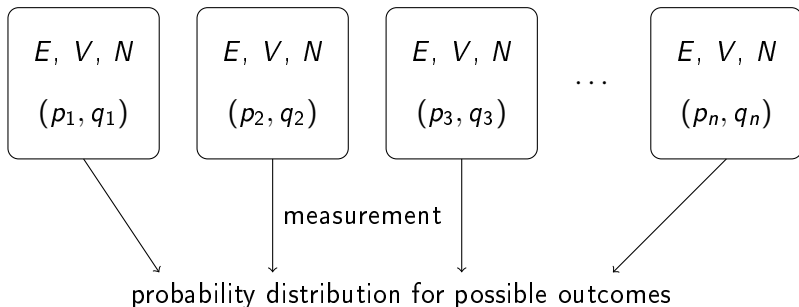 E, V, N E, V, N E, V, N E, V, N
(p₁, q₁) (p₂, q₂) (p₃, q₃) ⋯ (pₙ, qₙ)
measurement
probability distribution for possible outcomes